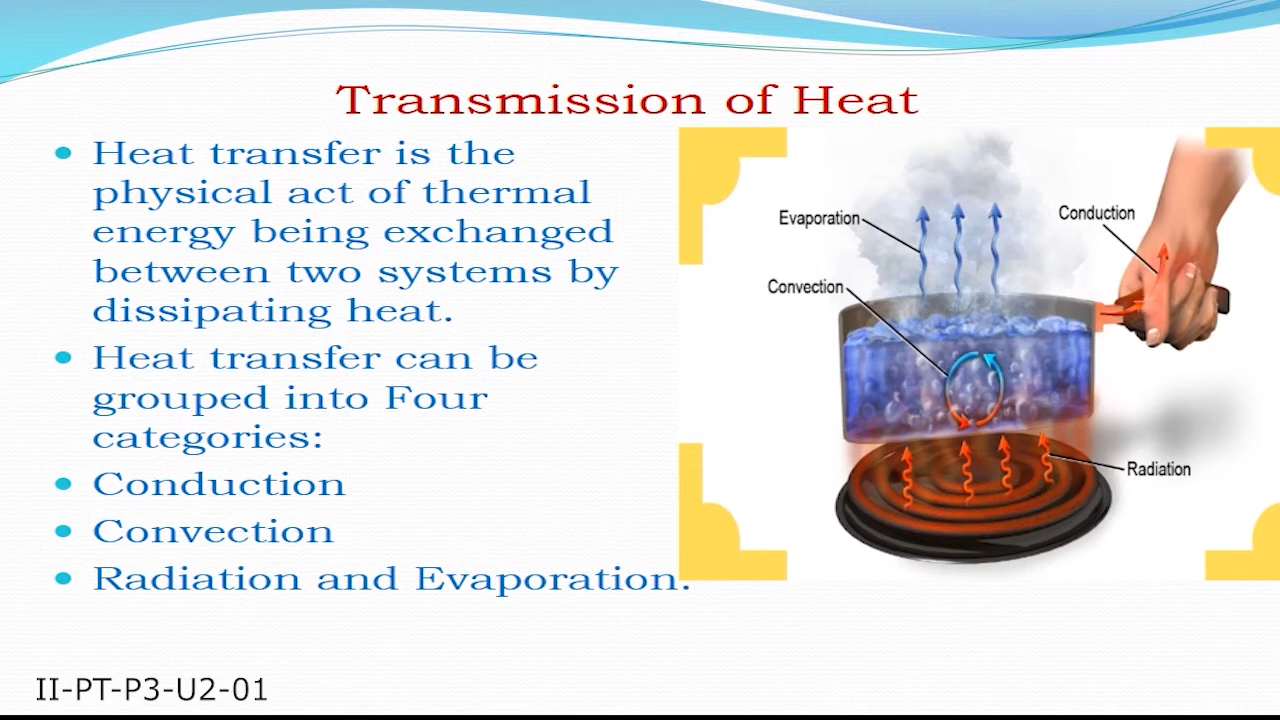 Transmission of Heat
• Heat transfer is the
physical act of thermal
energy being exchanged
between two systems by
dissipating heat.
• Heat transfer can be
grouped into Four
categories:
• Conduction
• Convection
• Radiation and Evaporation.
Evaporation
Conduction
Convection
Radiation
II-PT-P3-U2-01